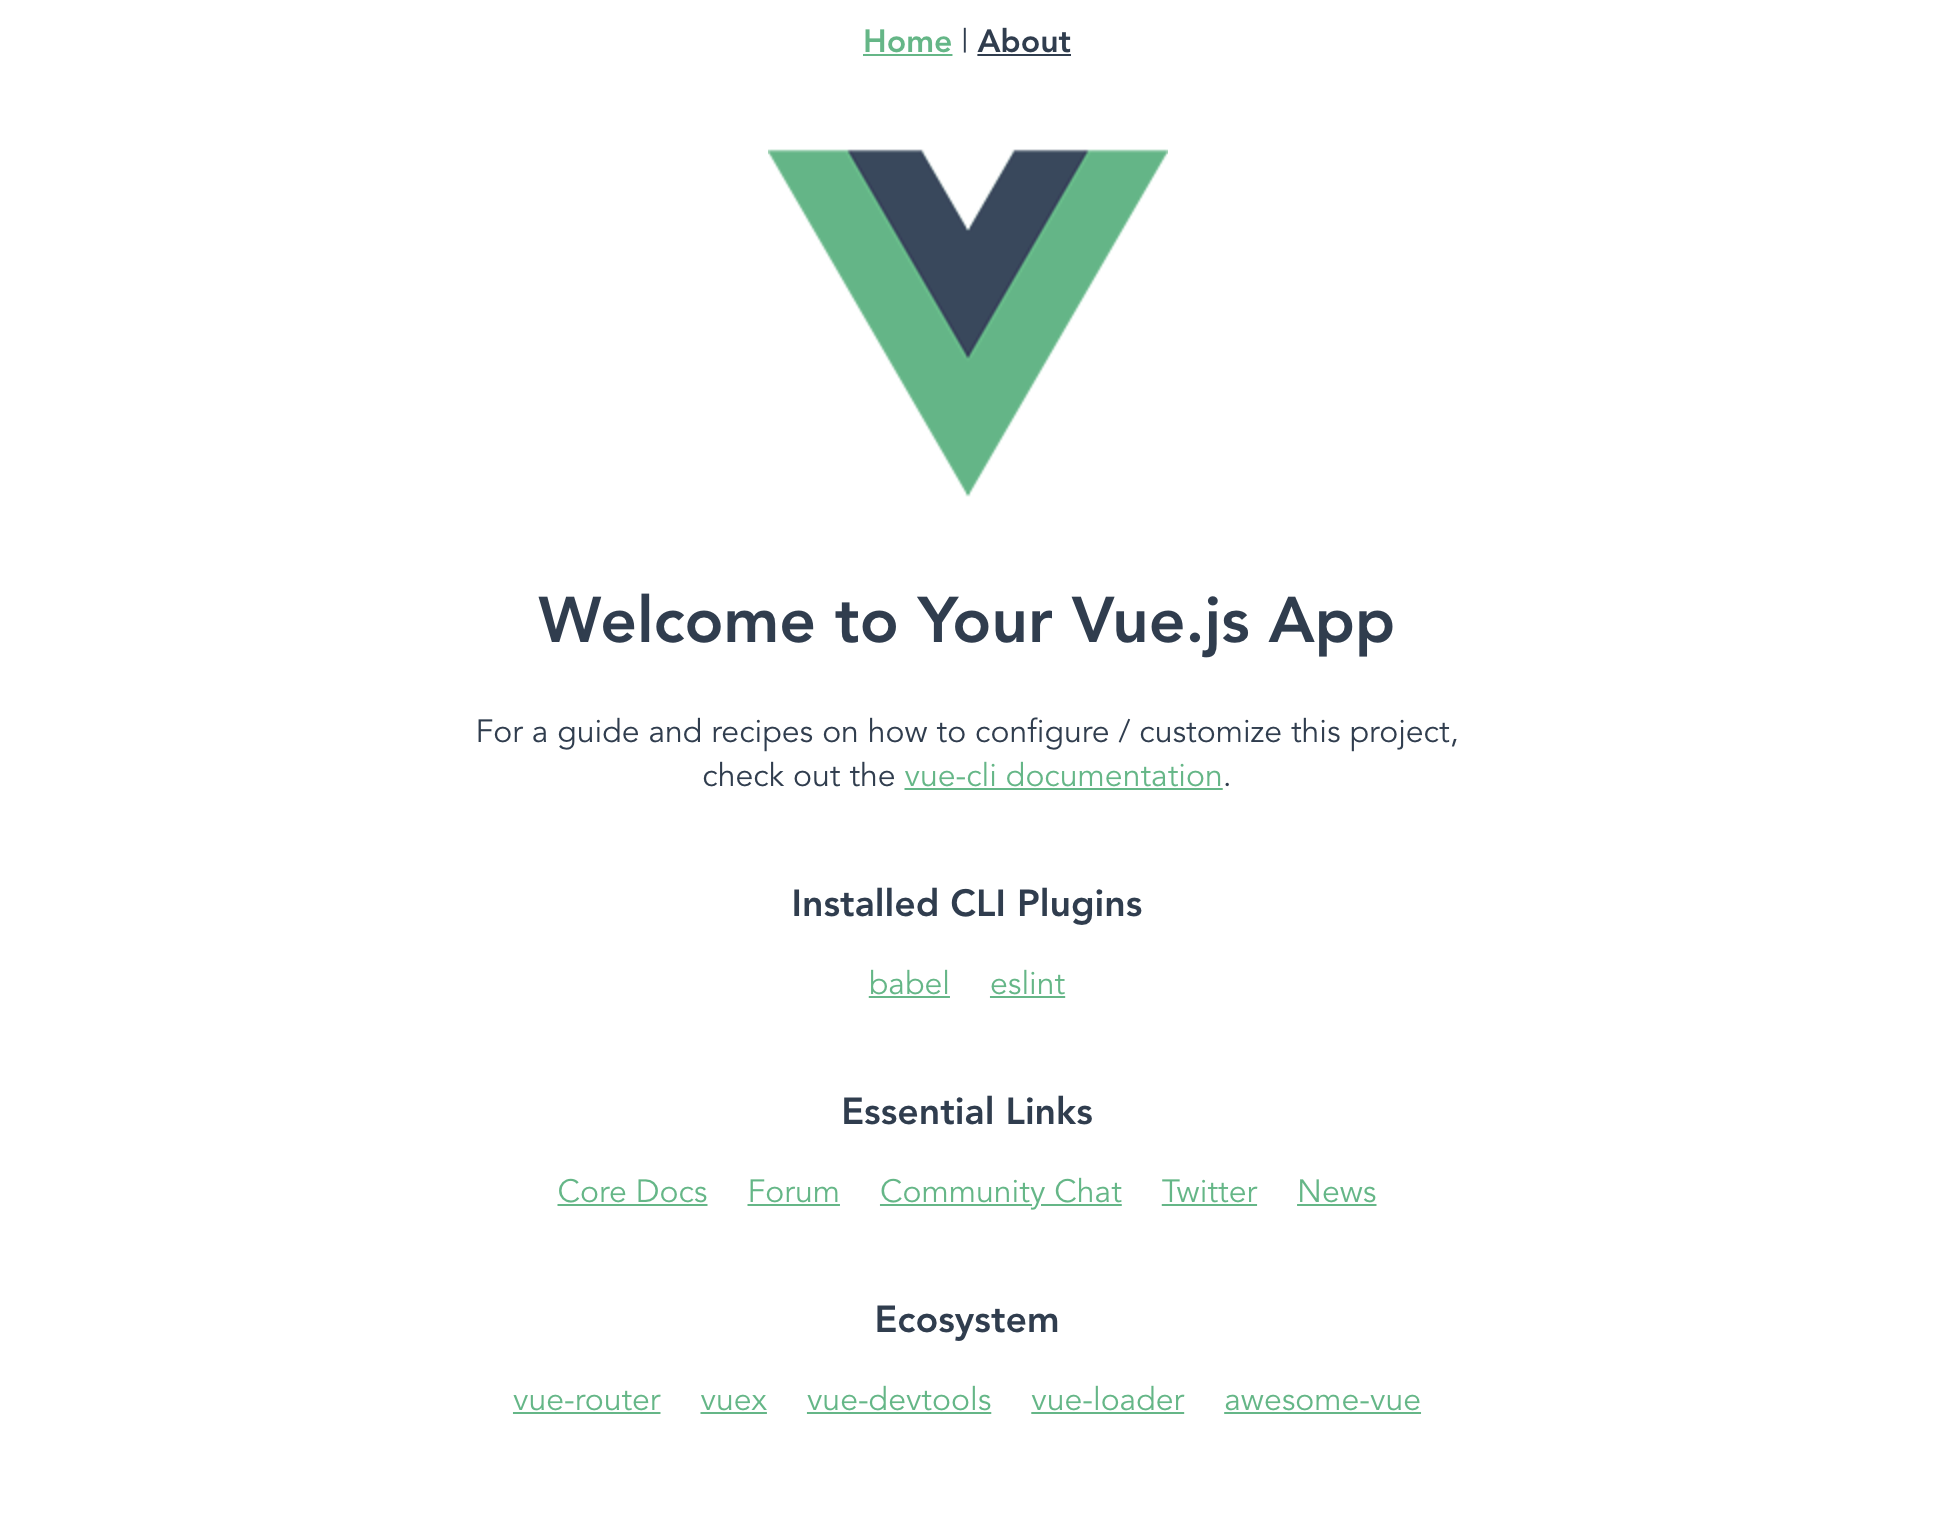 Home | About
Welcome to Your Vue.js App
For a guide and recipes on how to configure / customize this project,
check out the vue-cli documentation.
Installed CLI Plugins
babel eslint
Essential Links
Core Docs Forum Community Chat Twitter News
Ecosystem
vue-router vuex vue-devtools vue-loader awesome-vue